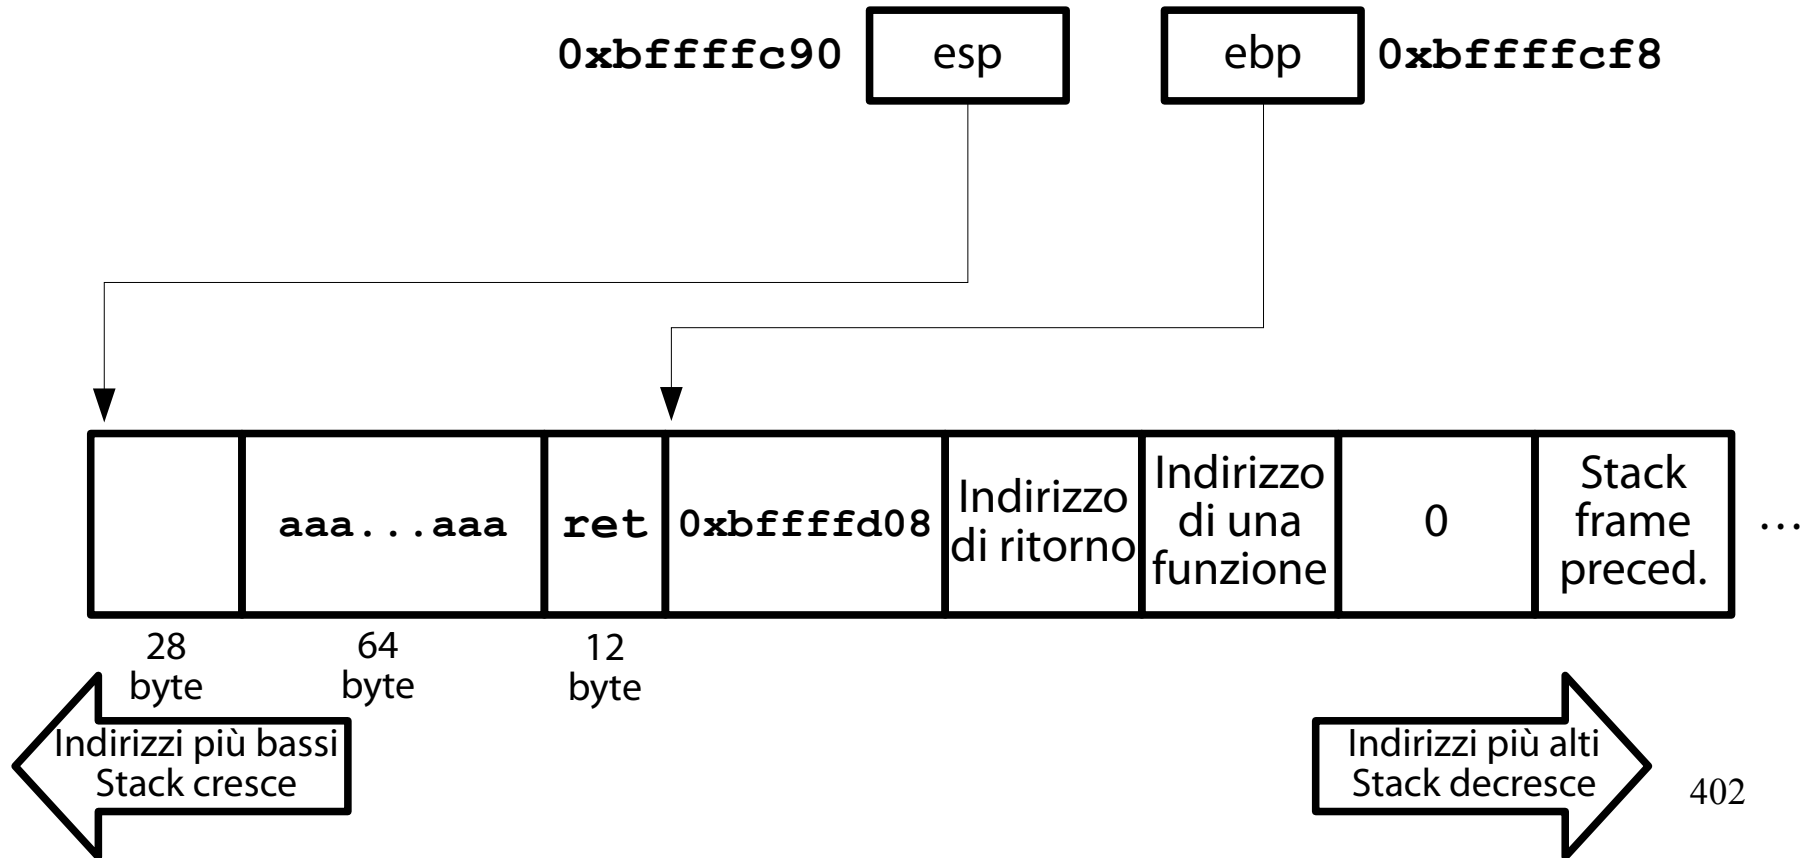 0xbffffc90 esp ebp 0xbffffcf8
aaa...aaa
ret
0xbffffd08
Indirizzo
di ritorno
Indirizzo
di una
funzione
0
Stack
frame
preced.
...
28
byte
64
byte
12
byte
Indirizzi più bassi
Stack cresce
Indirizzi più alti
Stack decresce
402